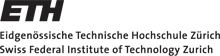 ETH
Eidgenössische Technische Hochschule Zürich
Swiss Federal Institute of Technology Zurich